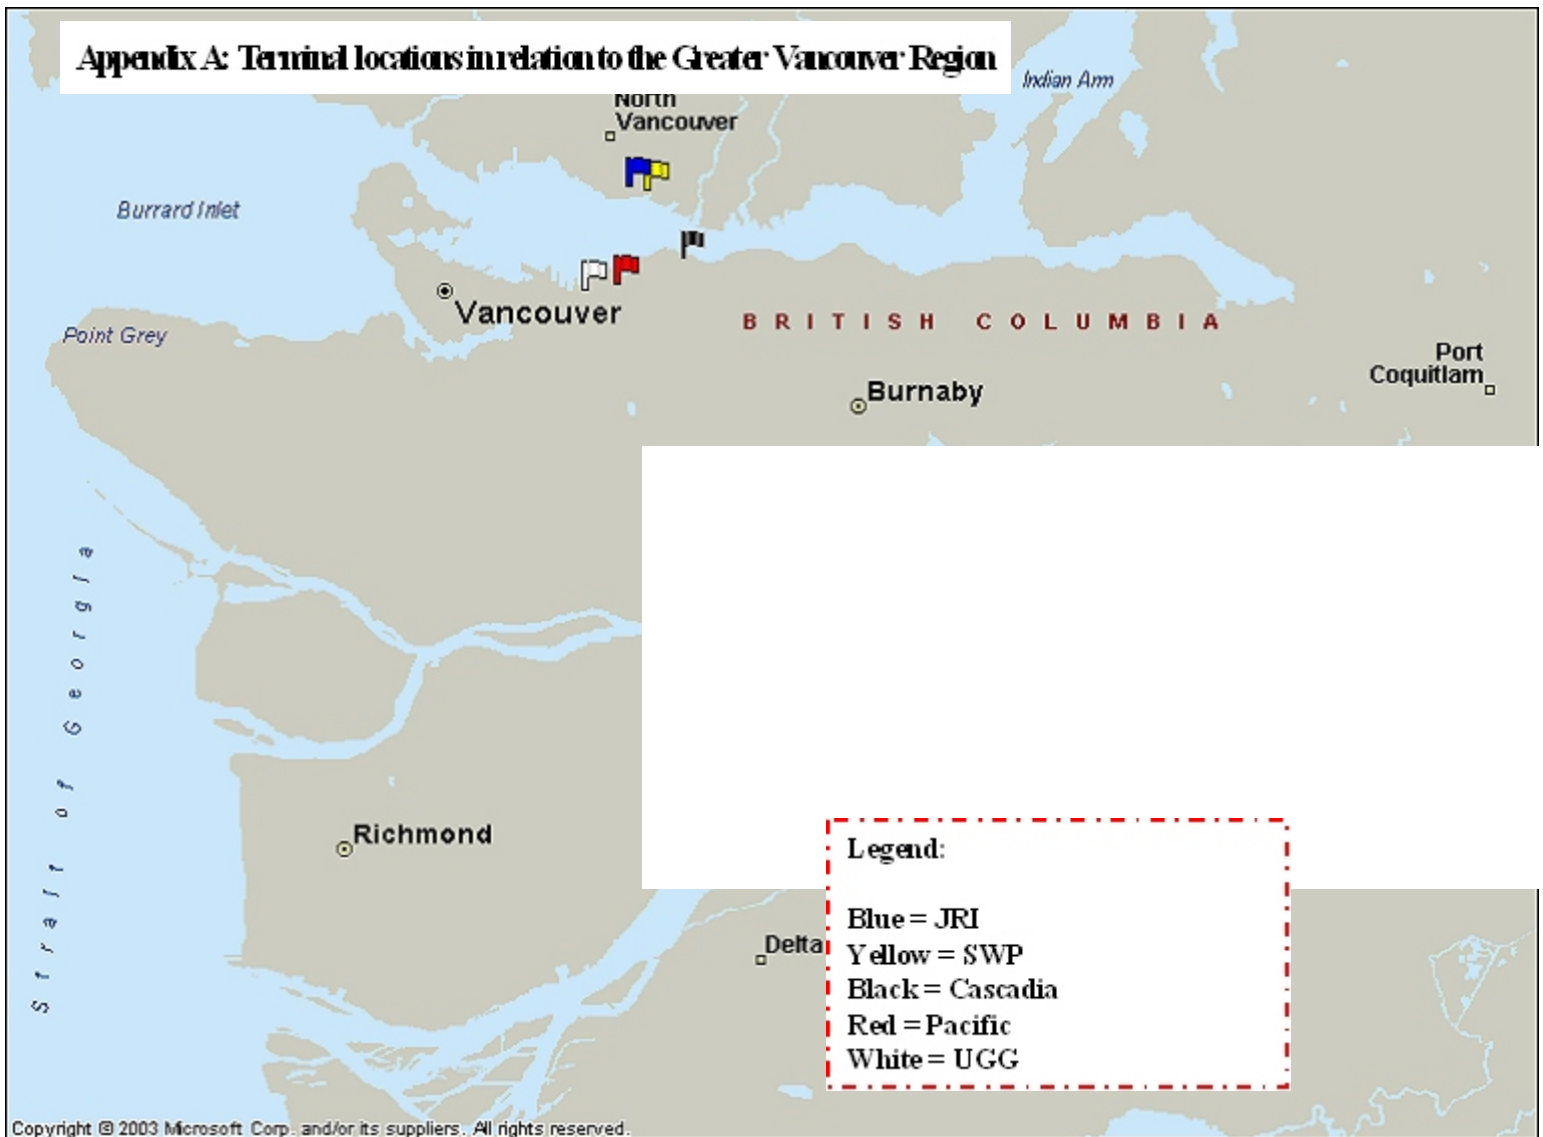 Appendix A: Terminal locations in relation to the Greater Vancouver Region
Indian Arm
North
Vancouver
Burrard Inlet
Vancouver
Point Grey
BRITISH COLUMBIA
Port
Coquitlam
Burnaby
Strait of Georgia
Richmond
Delta
Legend:
Blue = JRI
Yellow = SWP
Black = Cascadia
Red = Pacific
White = UGG
Copyright © 2003 Microsoft Corp. and/or its suppliers. All rights reserved.